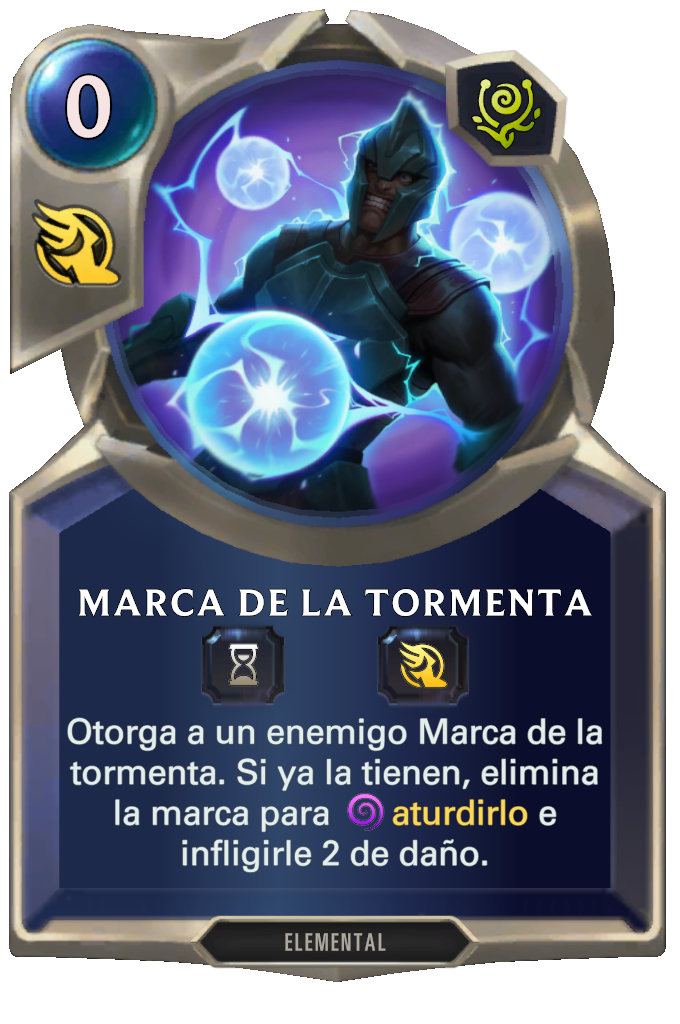 0
MARCA DE LA TORMENTA
Otorga a un enemigo Marca de la
tormenta. Si ya la tienen, elimina
la marca para aturdirlo e
infligirle 2 de daño.
ELEMENTAL